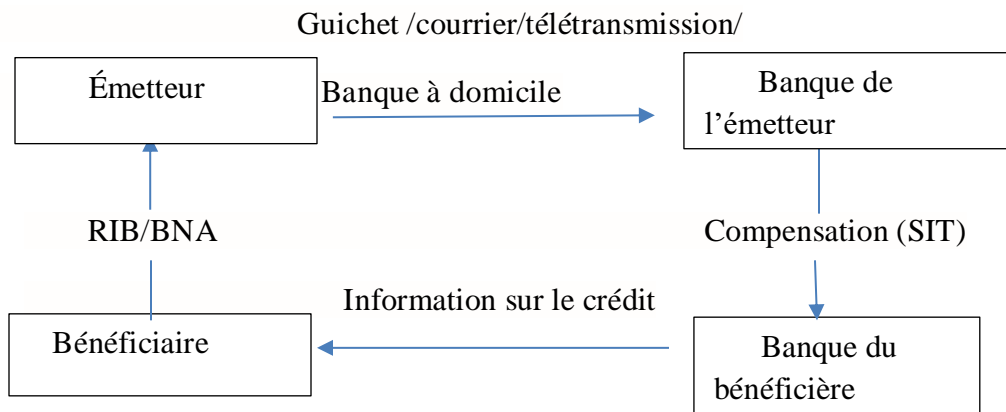 Guichet /courrier/télétransmission/
Émetteur
Banque à domicile
Banque de
l’émetteur
RIB/BNA
Compensation (SIT)
Information sur le crédit
Bénéficiaire
Banque du
bénéficière